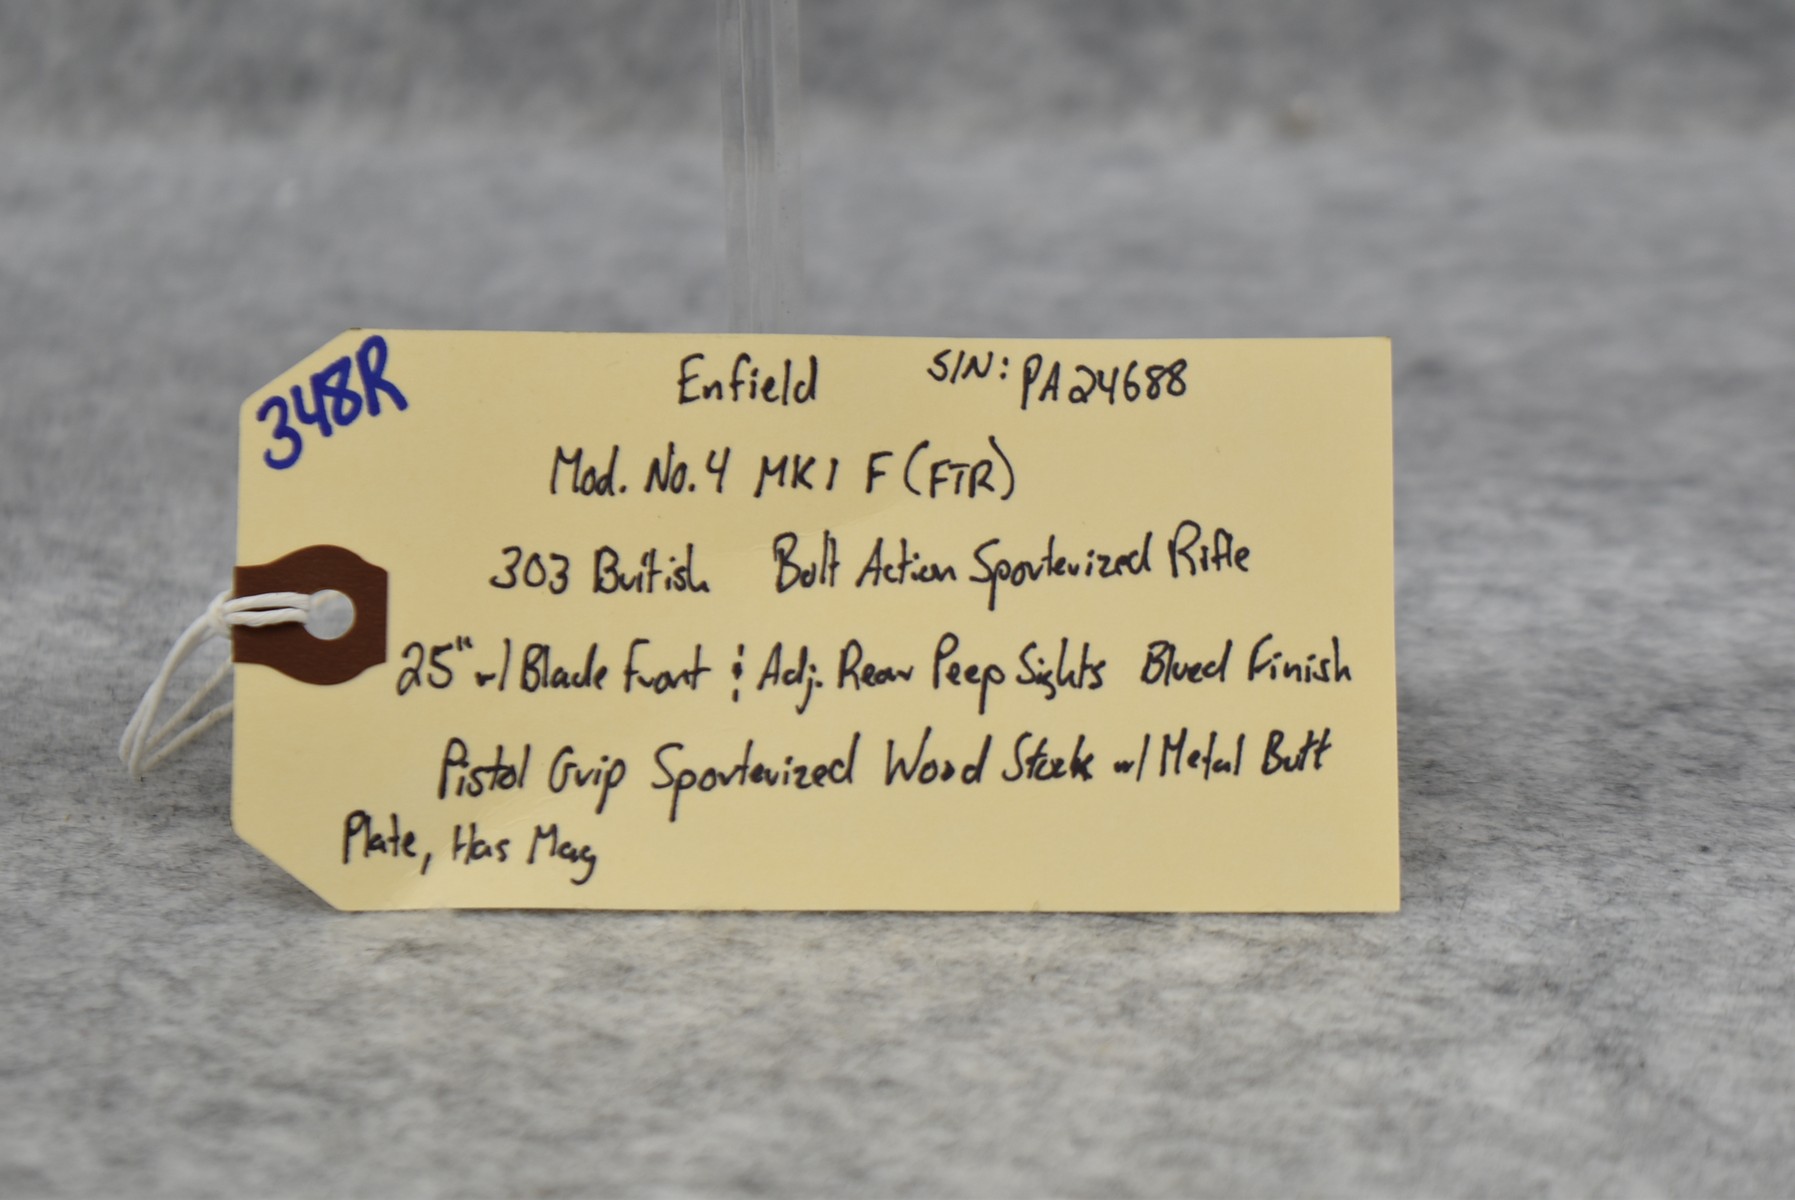 348R
Enfield S/N: PA24688
Mod. No. 4 MK1 F (FTR)
303 British Bolt Action Sporterized Rifle
25" w/ Blade Front & Adj. Rear Peep Sights Blued Finish
Pistol Grip Sporterized Wood Stock w/ Metal Butt
Plate, Has Mag